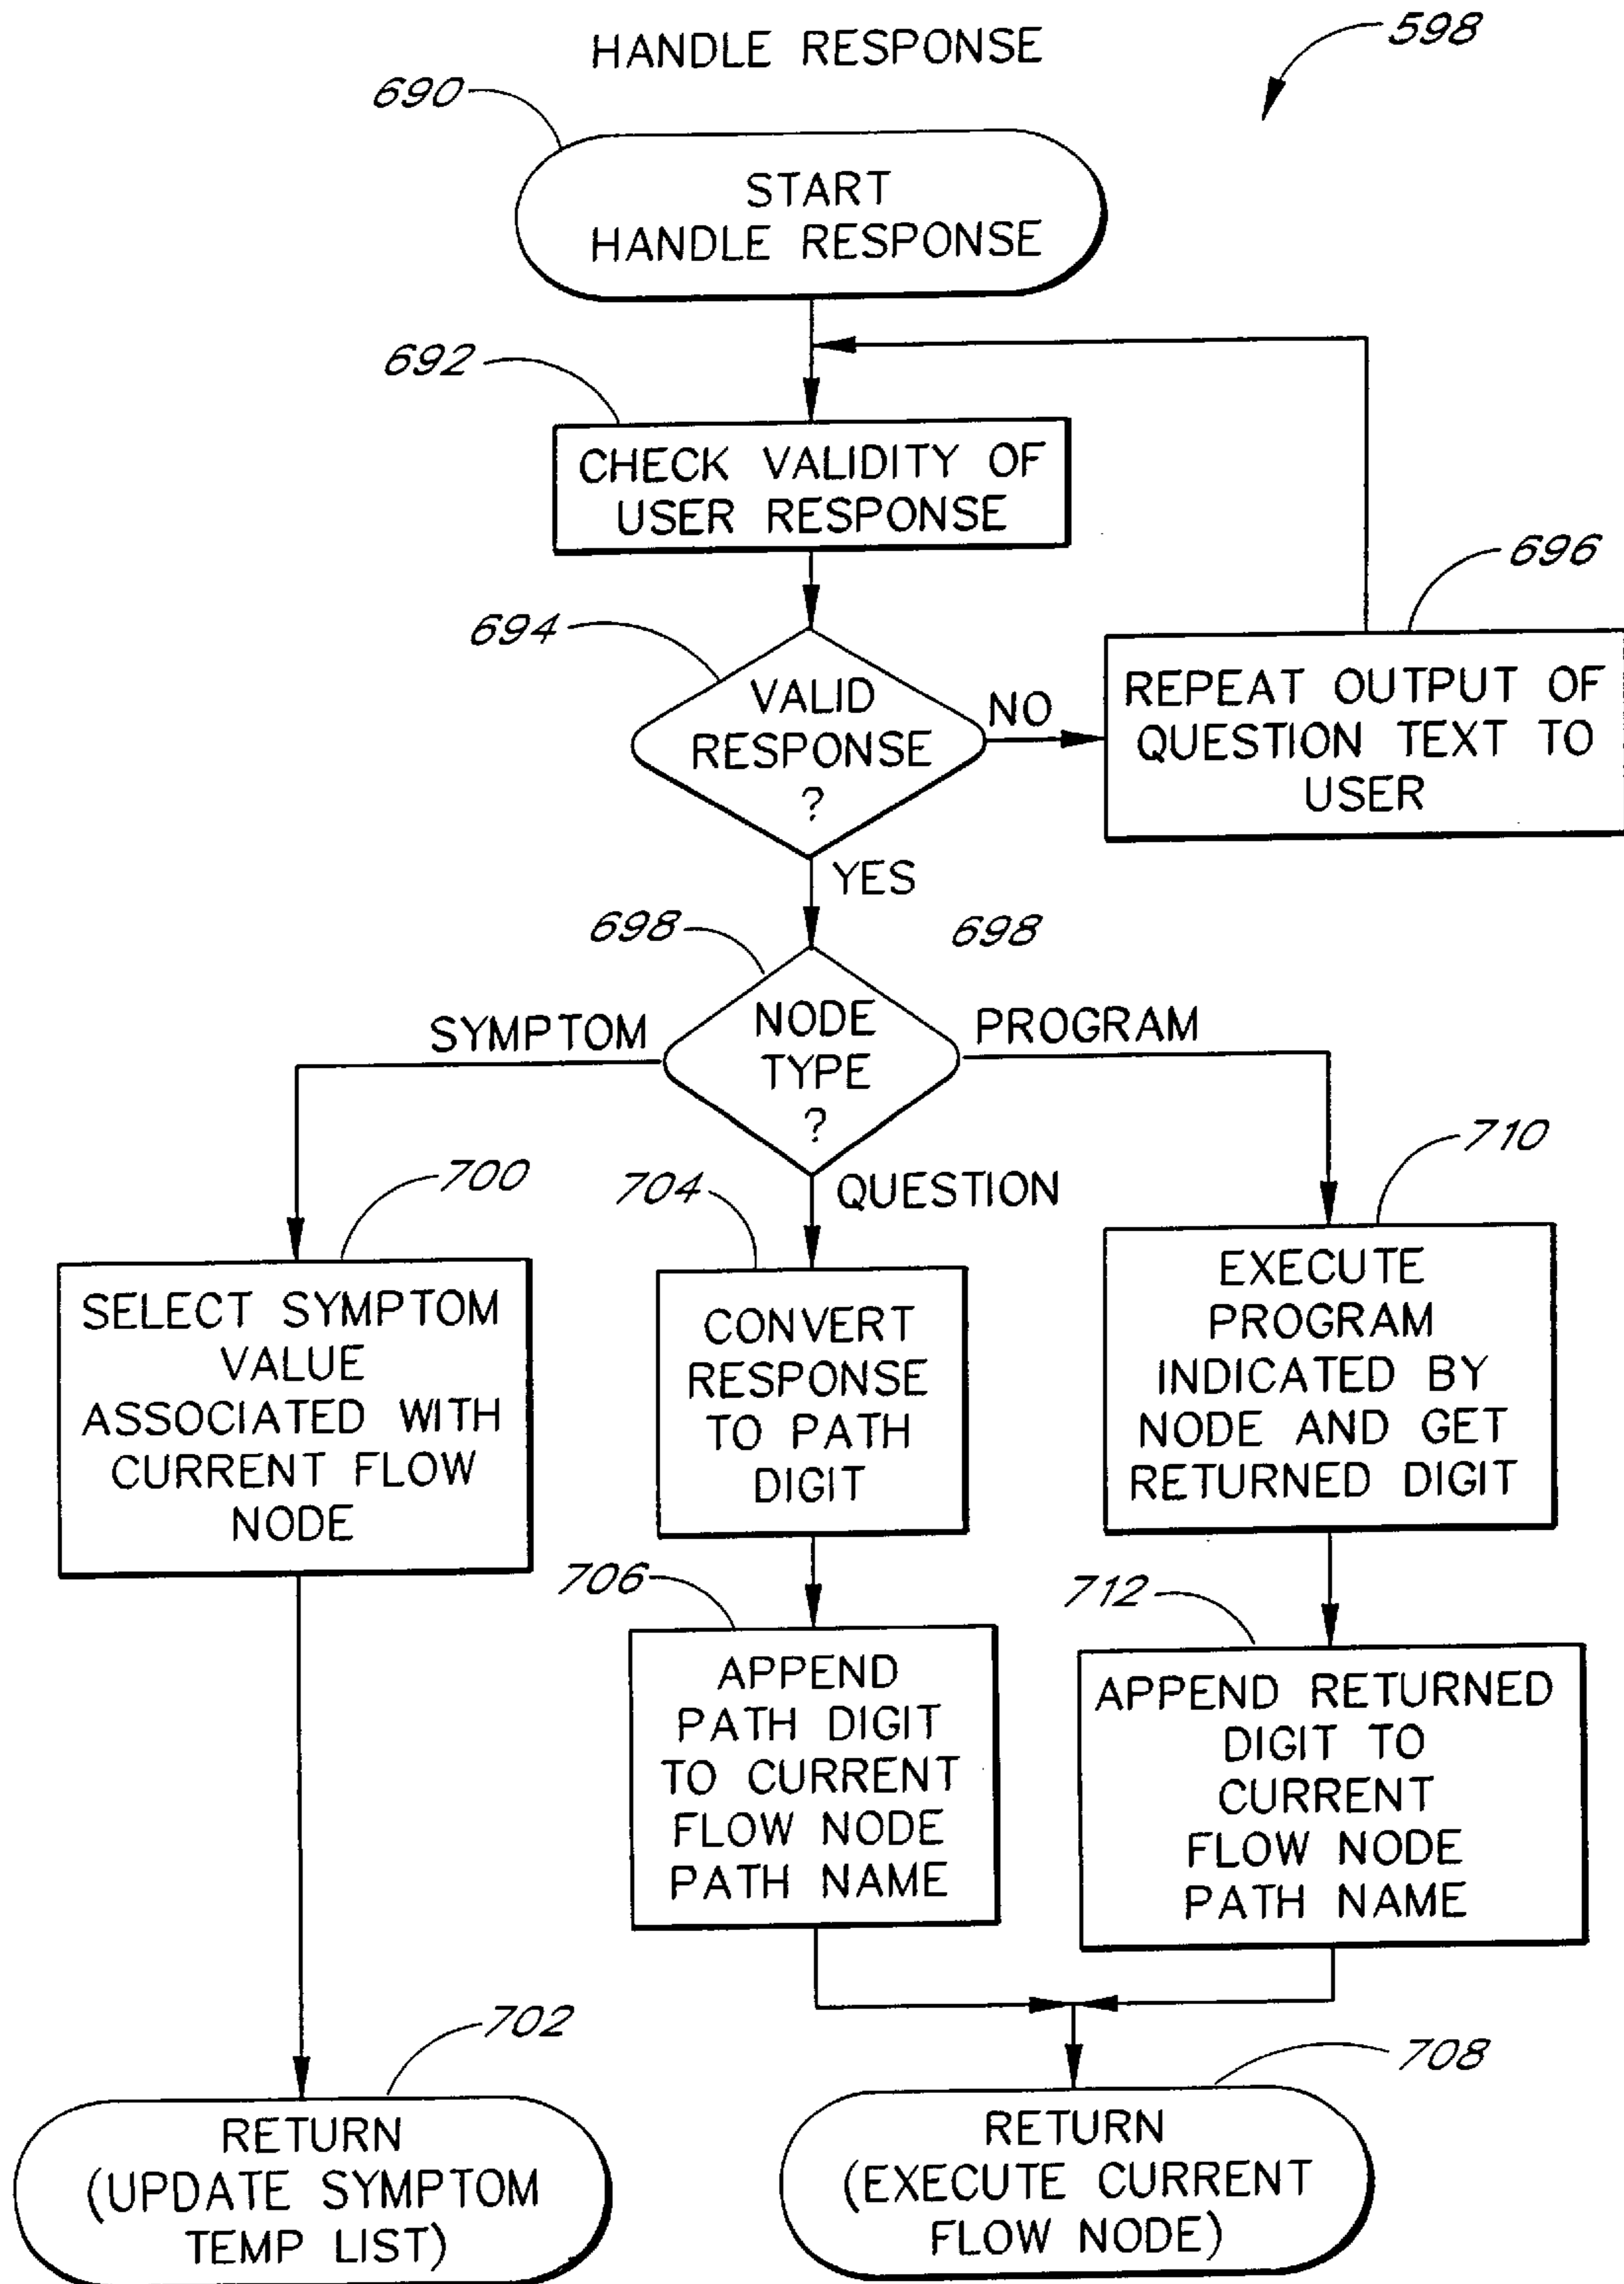 HANDLE RESPONSE
598
690
START
HANDLE RESPONSE
692
CHECK VALIDITY OF
USER RESPONSE
694
VALID
RESPONSE
?
NO
696
REPEAT OUTPUT OF
QUESTION TEXT TO
USER
YES
698
698
NODE
TYPE
?
SYMPTOM
PROGRAM
QUESTION
700
SELECT SYMPTOM
VALUE
ASSOCIATED WITH
CURRENT FLOW
NODE
704
CONVERT
RESPONSE
TO PATH
DIGIT
710
EXECUTE
PROGRAM
INDICATED BY
NODE AND GET
RETURNED DIGIT
706
APPEND
PATH DIGIT
TO CURRENT
FLOW NODE
PATH NAME
712
APPEND RETURNED
DIGIT TO
CURRENT
FLOW NODE
PATH NAME
702
RETURN
(UPDATE SYMPTOM
TEMP LIST)
708
RETURN
(EXECUTE CURRENT
FLOW NODE)